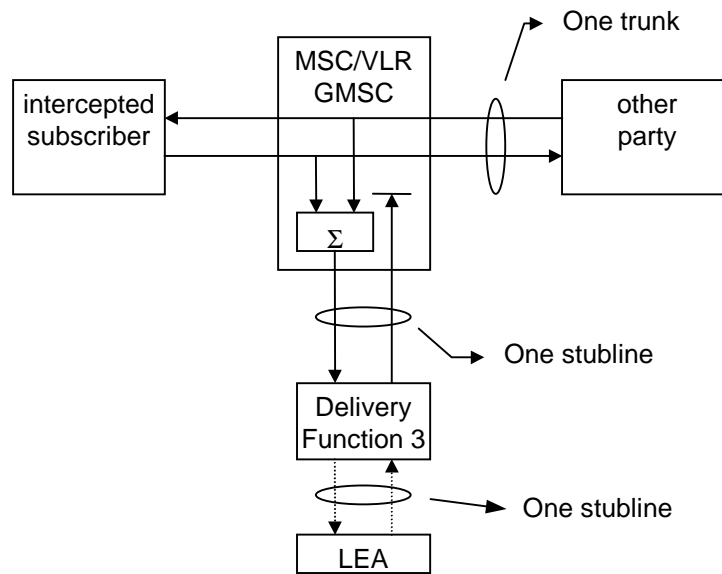 One trunk
MSC/VLR
GMSC
intercepted
subscriber
other
party
Σ
One stubline
Delivery
Function 3
One stubline
LEA